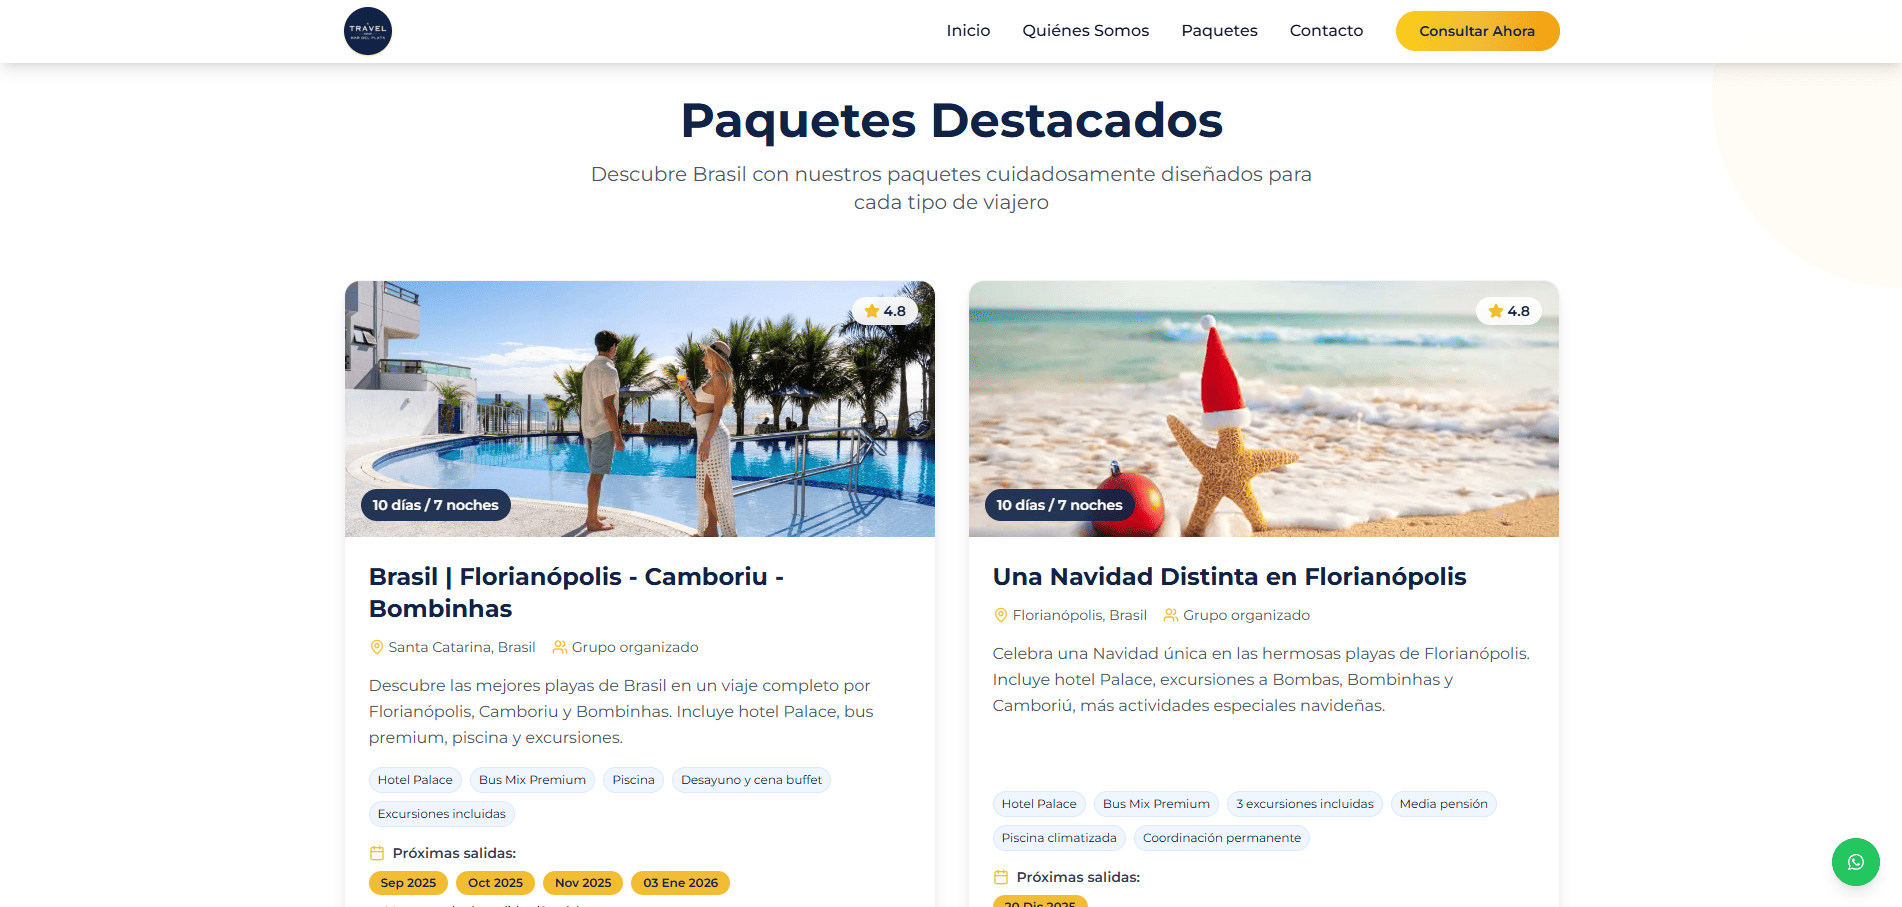 TRAVEL
MAR DEL PLATA
Inicio
Quiénes Somos
Paquetes
Contacto
Consultar Ahora
Paquetes Destacados
Descubre Brasil con nuestros paquetes cuidadosamente diseñados para
cada tipo de viajero
4.8
10 días / 7 noches
Brasil | Florianópolis - Camboriu -
Bombinhas
Santa Catarina, Brasil
Grupo organizado
Descubre las mejores playas de Brasil en un viaje completo por
Florianópolis, Camboriu y Bombinhas. Incluye hotel Palace, bus
premium, piscina y excursiones.
Hotel Palace
Bus Mix Premium
Piscina
Desayuno y cena buffet
Excursiones incluidas
Próximas salidas:
Sep 2025
Oct 2025
Nov 2025
03 Ene 2026
4.8
10 días / 7 noches
Una Navidad Distinta en Florianópolis
Florianópolis, Brasil
Grupo organizado
Celebra una Navidad única en las hermosas playas de Florianópolis.
Incluye hotel Palace, excursiones a Bombas, Bombinhas y
Camboriú, más actividades especiales navideñas.
Hotel Palace
Bus Mix Premium
3 excursiones incluidas
Media pensión
Piscina climatizada
Coordinación permanente
Próximas salidas:
20 Dic 2025